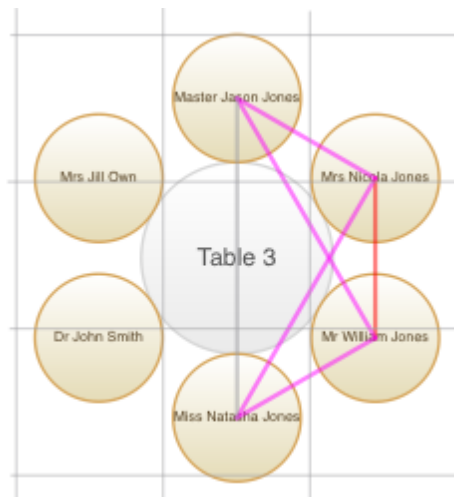 Master Jason Jones
Mrs Jill Own
Mrs Nicola Jones
Table 3
Dr John Smith
Mr William Jones
Miss Natasha Jones